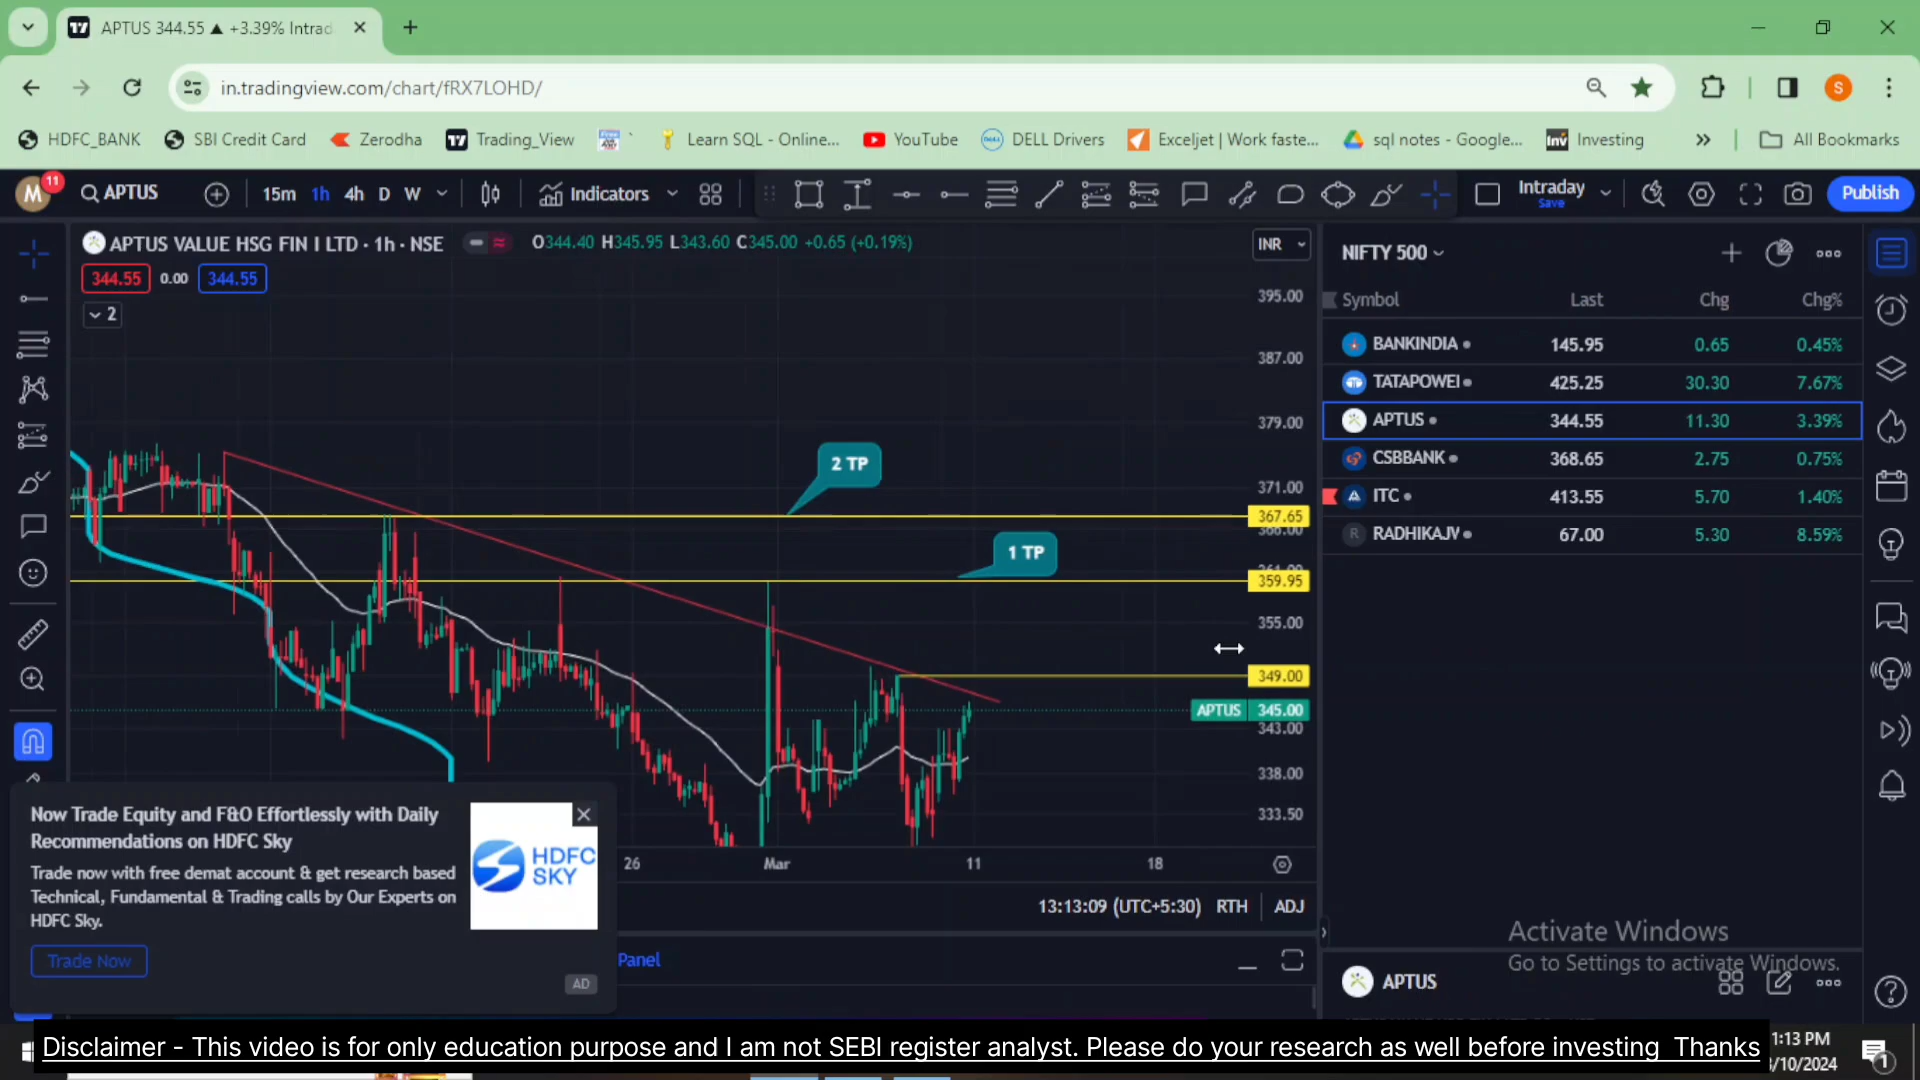 APTUS 344.55 ▲ +3.39% Intrad
in.tradingview.com/chart/fRX7LOHD/
S
HDFC_BANK SBI Credit Card Zerodha Trading_View Learn SQL - Online... YouTube DELL Drivers Exceljet | Work faste... sql notes - Google... Inv Investing » All Bookmarks
M 11 APTUS 15m 1h 4h D W Indicators Intraday Save Publish
APTUS VALUE HSG FIN I LTD · 1h · NSE O344.40 H345.95 L343.60 C345.00 +0.65 (+0.19%) INR
344.55 0.00 344.55
2
395.00
387.00
379.00
371.00
367.65
359.95
355.00
349.00
APTUS 345.00
343.00
338.00
333.50
2 TP
1 TP
26 Mar 11 18
13:13:09 (UTC+5:30) RTH ADJ
Panel
NIFTY 500
Symbol Last Chg Chg%
BANKINDIA 145.95 0.65 0.45%
TATAPOWEI 425.25 30.30 7.67%
APTUS 344.55 11.30 3.39%
CSBBANK 368.65 2.75 0.75%
ITC 413.55 5.70 1.40%
R RADHIKAJV 67.00 5.30 8.59%
Now Trade Equity and F&O Effortlessly with Daily
Recommendations on HDFC Sky
Trade now with free demat account & get research based
Technical, Fundamental & Trading calls by Our Experts on
HDFC Sky.
Trade Now
HDFC
SKY
AD
Activate Windows
Go to Settings to activate Windows.
APTUS
Disclaimer - This video is for only education purpose and I am not SEBI register analyst. Please do your research as well before investing Thanks
1:13 PM
/10/2024
1